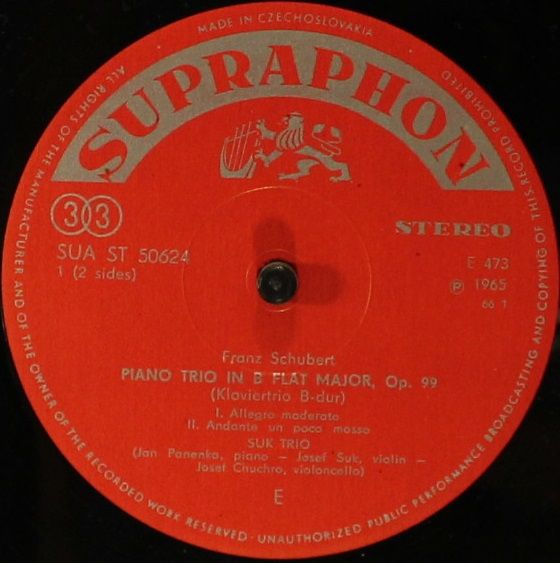 MADE IN CZECHOSLOVAKIA
ALL RIGHTS OF THE MANUFACTURER AND OF THE OWNER OF THE RECORDED WORK RESERVED · UNAUTHORIZED PUBLIC PERFORMANCE BROADCASTING AND COPYING OF THIS RECORD PROHIBITED
SUPRAPHON
33
STEREO
SUA ST 50624
E 473
1 (2 sides)
℗ 1965
66 1
Franz Schubert
PIANO TRIO IN B FLAT MAJOR, Op. 99
(Klaviertrio B-dur)
I. Allegro moderato
II. Andante un poco mosso
SUK TRIO
(Jan Panenka, piano – Josef Suk, violin –
Josef Chuchro, violoncello)
E